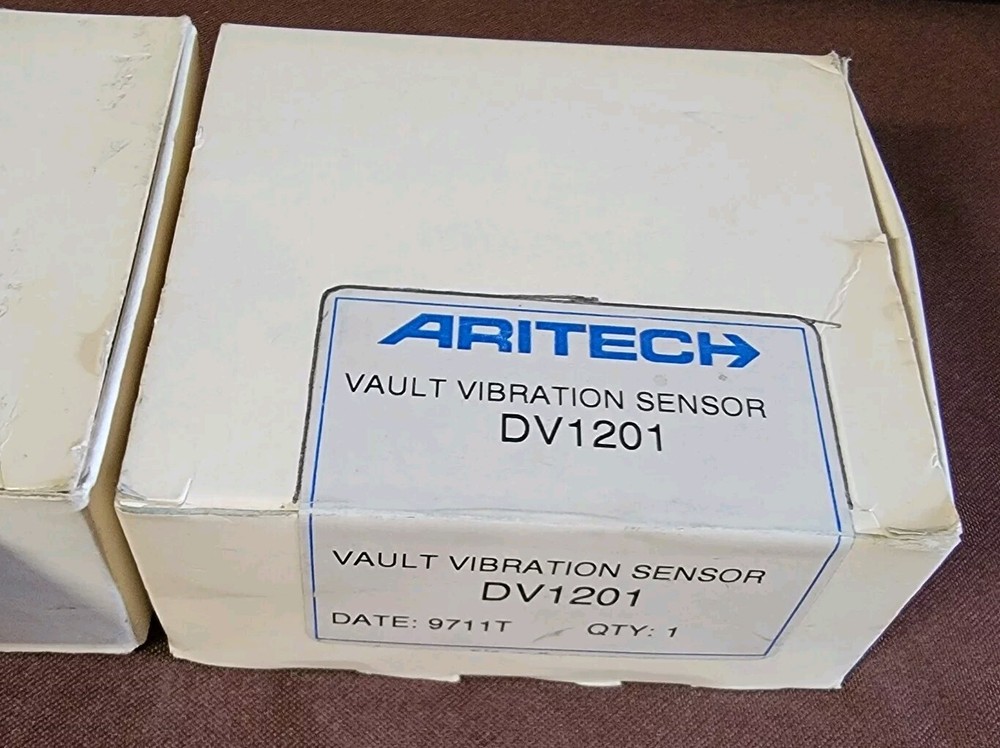 ARITECH
VAULT VIBRATION SENSOR
DV1201
VAULT VIBRATION SENSOR
DV1201
DATE: 9711T QTY: 1